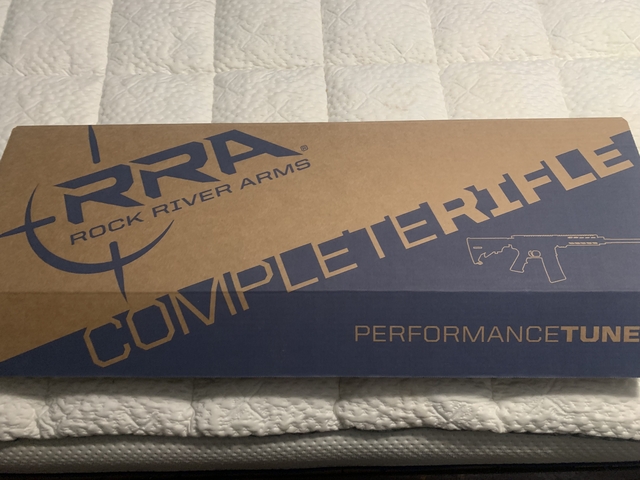 RRA®
ROCK RIVER ARMS
COMPLETERIFLE
PERFORMANCETUNE